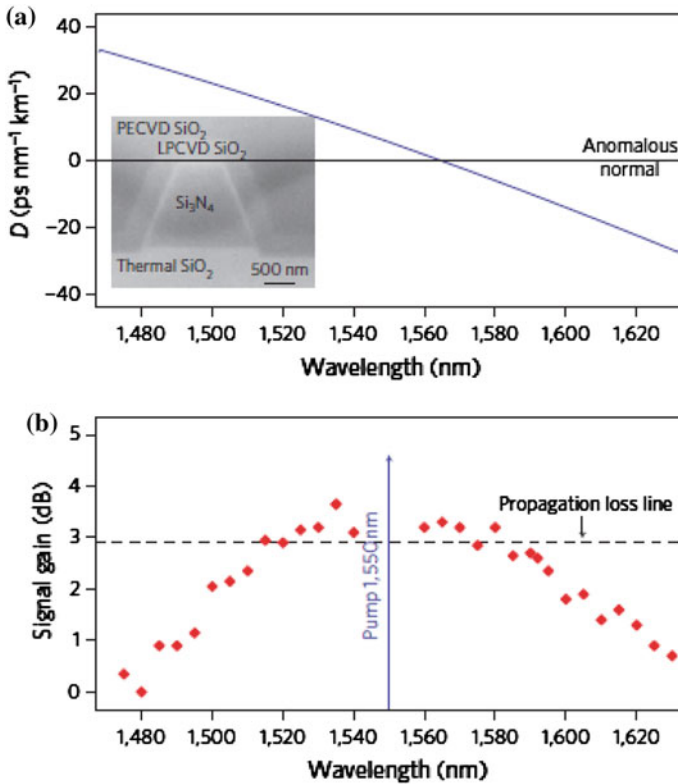 (a)
40
20
0
−20
−40
D (ps nm⁻¹ km⁻¹)
PECVD SiO₂
LPCVD SiO₂
Si₃N₄
Thermal SiO₂
500 nm
Anomalous
normal
1,480 1,500 1,520 1,540 1,560 1,580 1,600 1,620
Wavelength (nm)
(b)
5
4
3
2
1
0
Signal gain (dB)
Pump 1,550 nm
Propagation loss line
1,480 1,500 1,520 1,540 1,560 1,580 1,600 1,620
Wavelength (nm)